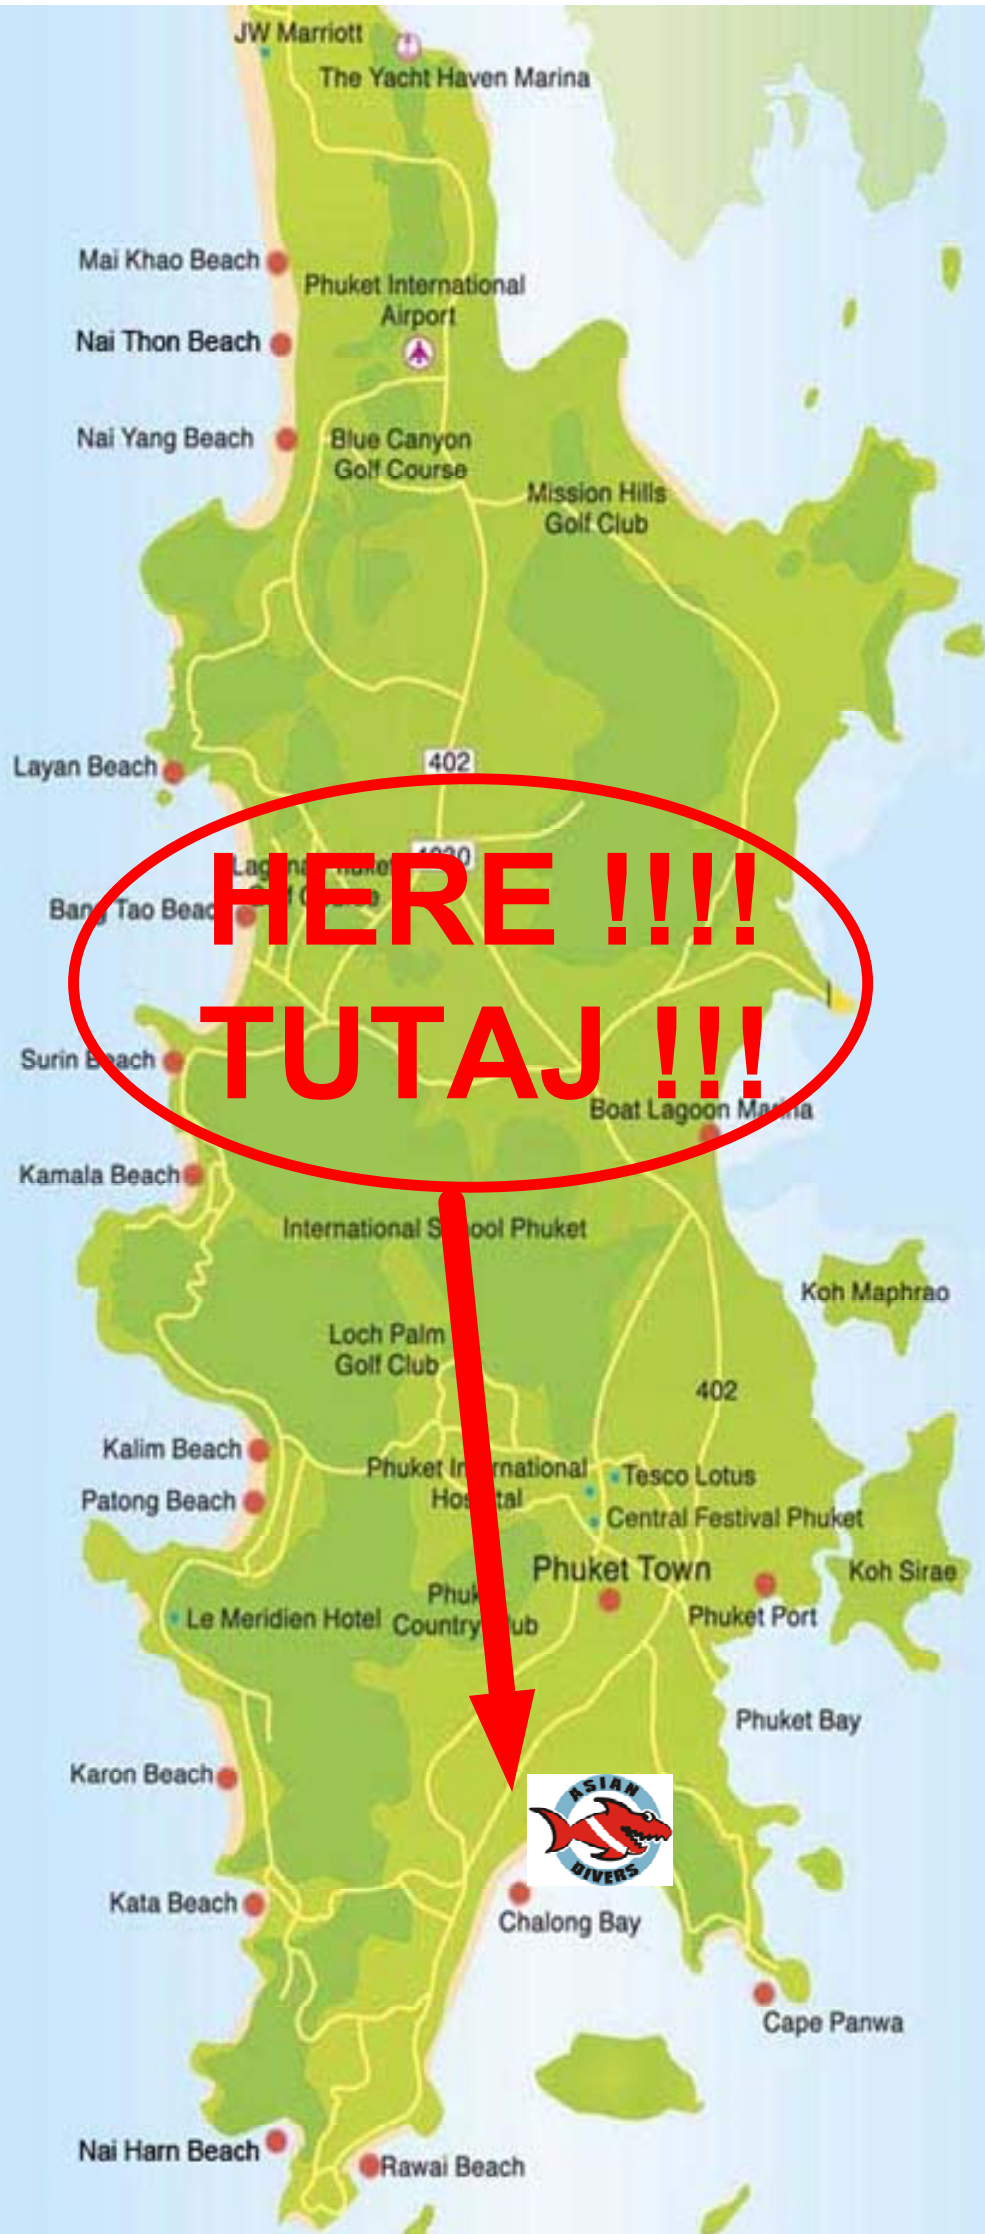 JW Marriott
The Yacht Haven Marina
Mai Khao Beach
Phuket International
Airport
Nai Thon Beach
Nai Yang Beach
Blue Canyon
Golf Course
Mission Hills
Golf Club
Layan Beach
402
HERE !!!!
Bang Tao Beach
TUTAJ !!!
Surin Beach
Boat Lagoon Marina
Kamala Beach
International School Phuket
Koh Maphrao
Loch Palm
Golf Club
402
Kalim Beach
Phuket International
Hospital
Tesco Lotus
Patong Beach
Central Festival Phuket
Phuket Town
Koh Sirae
Phuket
Country Club
Le Meridien Hotel
Phuket Port
Phuket Bay
Karon Beach
ASIAN
DIVERS
Kata Beach
Chalong Bay
Cape Panwa
Nai Harn Beach
Rawai Beach